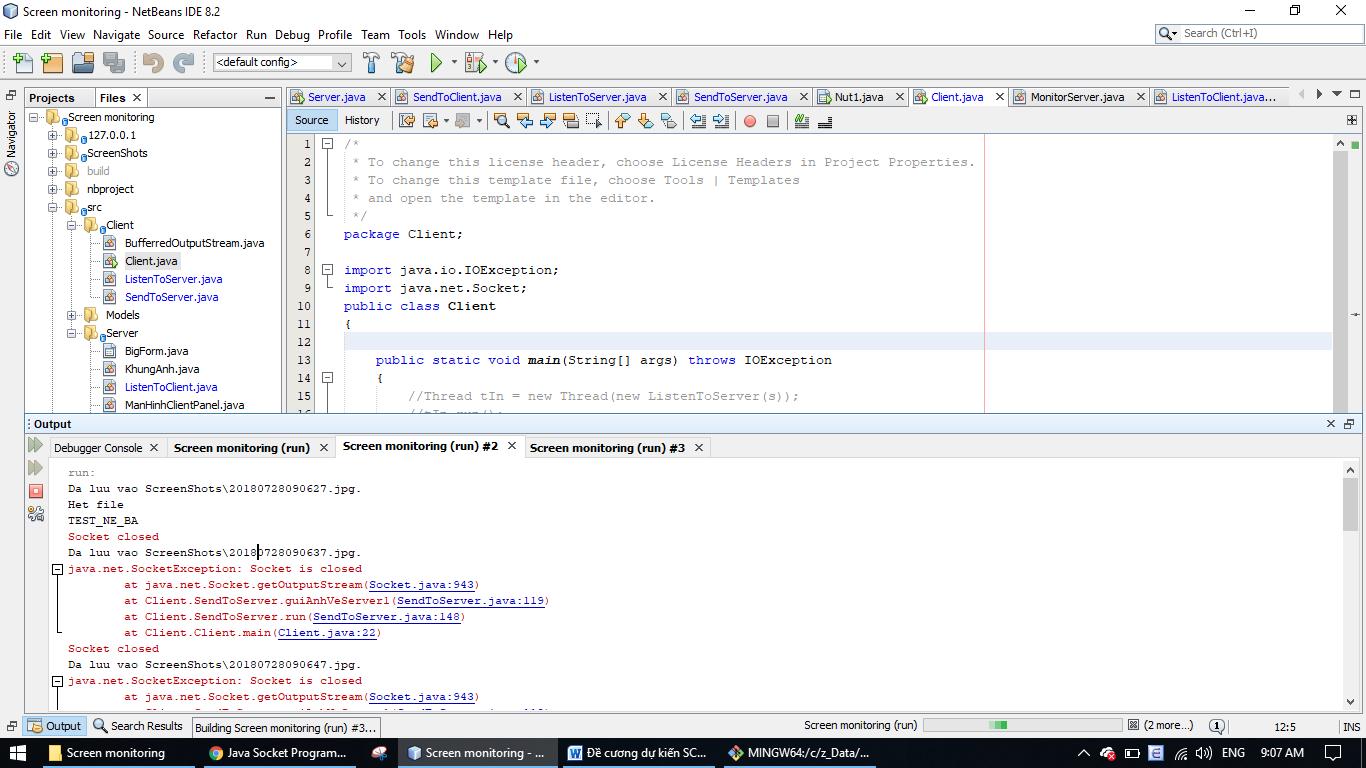 Screen monitoring - NetBeans IDE 8.2
File Edit View Navigate Source Refactor Run Debug Profile Team Tools Window Help
Search (Ctrl+I)
<default config>
Navigator
Projects Files
Screen monitoring
127.0.0.1
ScreenShots
build
nbproject
src
Client
BufferredOutputStream.java
Client.java
ListenToServer.java
SendToServer.java
Models
Server
BigForm.java
KhungAnh.java
ListenToClient.java
ManHinhClientPanel.java
Server.java SendToClient.java ListenToServer.java SendToServer.java Nut1.java Client.java MonitorServer.java ListenToClient.java...
Source History
1 /*
2 * To change this license header, choose License Headers in Project Properties.
3 * To change this template file, choose Tools | Templates
4 * and open the template in the editor.
5 */
6 package Client;
7
8 import java.io.IOException;
9 import java.net.Socket;
10 public class Client
11 {
12
13 public static void main(String[] args) throws IOException
14 {
15 //Thread tIn = new Thread(new ListenToServer(s));
Output
Debugger Console Screen monitoring (run) Screen monitoring (run) #2 Screen monitoring (run) #3
run:
Da luu vao ScreenShots\20180728090627.jpg.
Het file
TEST_NE_BA
Socket closed
Da luu vao ScreenShots\20180728090637.jpg.
java.net.SocketException: Socket is closed
at java.net.Socket.getOutputStream(Socket.java:943)
at Client.SendToServer.guiAnhVeServer1(SendToServer.java:119)
at Client.SendToServer.run(SendToServer.java:148)
at Client.Client.main(Client.java:22)
Socket closed
Da luu vao ScreenShots\20180728090647.jpg.
java.net.SocketException: Socket is closed
at java.net.Socket.getOutputStream(Socket.java:943)
Output Search Results Building Screen monitoring (run) #3... Screen monitoring (run) (2 more...) 1 12:5 INS
Screen monitoring Java Socket Program... Screen monitoring - ... Đề cương dự kiến SC... MINGW64:/c/z_Data/... ENG 9:07 AM